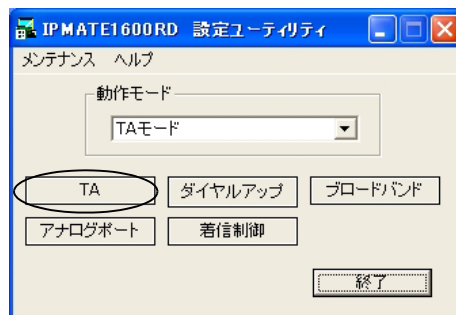 IPMATE1600RD 設定ユーティリティ
メンテナンス ヘルプ
動作モード
TAモード
TA ダイヤルアップ ブロードバンド
アナログポート 着信制御
終了